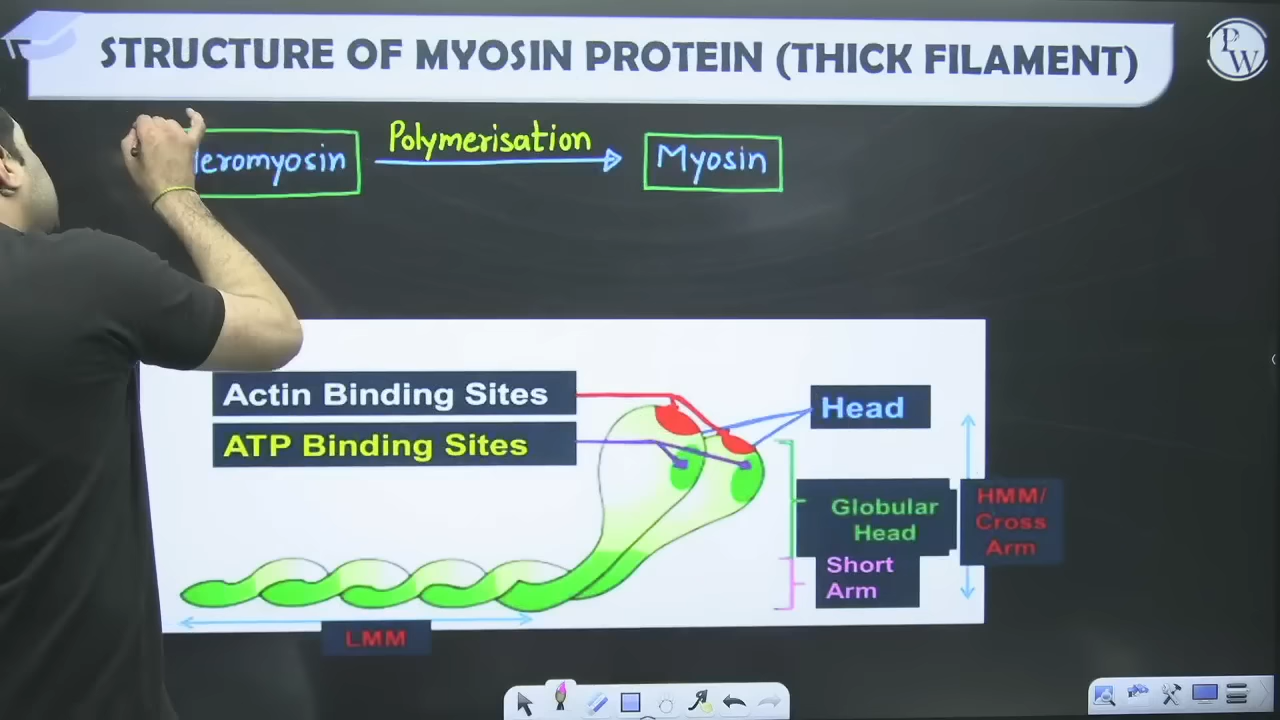 STRUCTURE OF MYOSIN PROTEIN (THICK FILAMENT)
PW
Polymerisation
eromyosin
Myosin
Actin Binding Sites
ATP Binding Sites
Head
Globular
Head
HMM/
Cross
Arm
Short
Arm
LMM